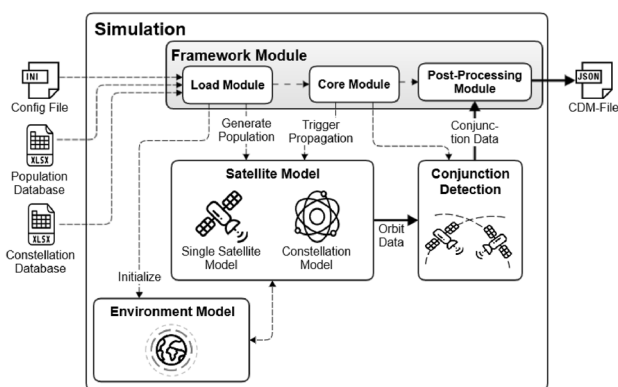 Simulation
Framework Module
INI
Config File
Load Module
Core Module
Post-Processing
Module
JSON
CDM-File
XLSX
Population
Database
Generate
Population
Trigger
Propagation
Conjunc-
tion Data
XLSX
Constellation
Database
Satellite Model
Single Satellite
Model
Constellation
Model
Orbit
Data
Conjunction
Detection
Initialize
Environment Model